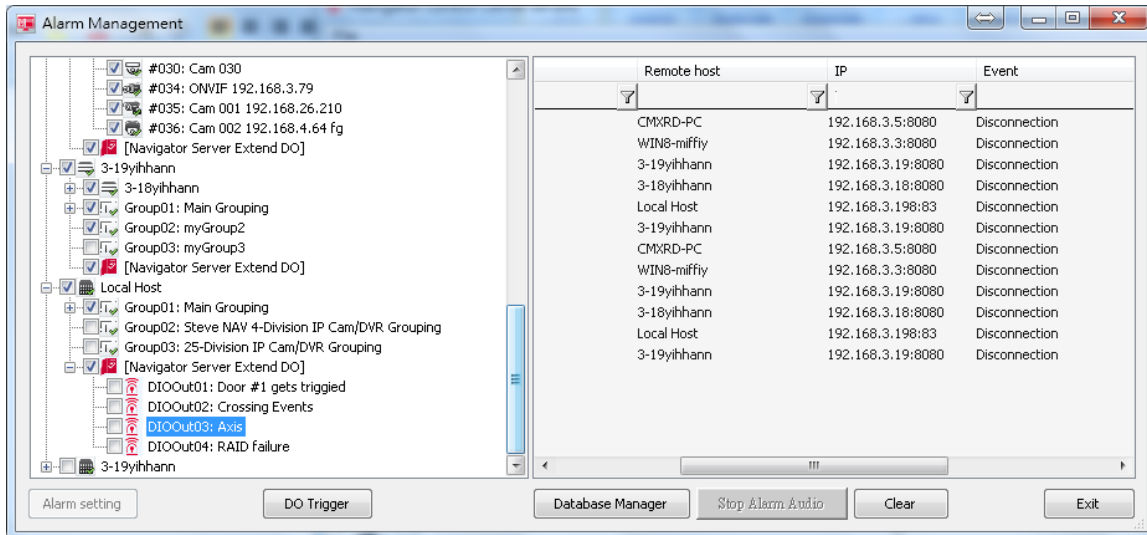 Alarm Management
#030: Cam 030
#034: ONVIF 192.168.3.79
#035: Cam 001 192.168.26.210
#036: Cam 002 192.168.4.64 fg
[Navigator Server Extend DO]
3-19yihhann
3-18yihhann
Group01: Main Grouping
Group02: myGroup2
Group03: myGroup3
[Navigator Server Extend DO]
Local Host
Group01: Main Grouping
Group02: Steve NAV 4-Division IP Cam/DVR Grouping
Group03: 25-Division IP Cam/DVR Grouping
[Navigator Server Extend DO]
DIOOut01: Door #1 gets triggied
DIOOut02: Crossing Events
DIOOut03: Axis
DIOOut04: RAID failure
3-19yihhann
Remote host IP Event
CMXRD-PC 192.168.3.5:8080 Disconnection
WIN8-miffiy 192.168.3.3:8080 Disconnection
3-19yihhann 192.168.3.19:8080 Disconnection
3-18yihhann 192.168.3.18:8080 Disconnection
Local Host 192.168.3.198:83 Disconnection
3-19yihhann 192.168.3.19:8080 Disconnection
CMXRD-PC 192.168.3.5:8080 Disconnection
WIN8-miffiy 192.168.3.3:8080 Disconnection
3-19yihhann 192.168.3.19:8080 Disconnection
3-18yihhann 192.168.3.18:8080 Disconnection
Local Host 192.168.3.198:83 Disconnection
3-19yihhann 192.168.3.19:8080 Disconnection
Alarm setting DO Trigger Database Manager Stop Alarm Audio Clear Exit